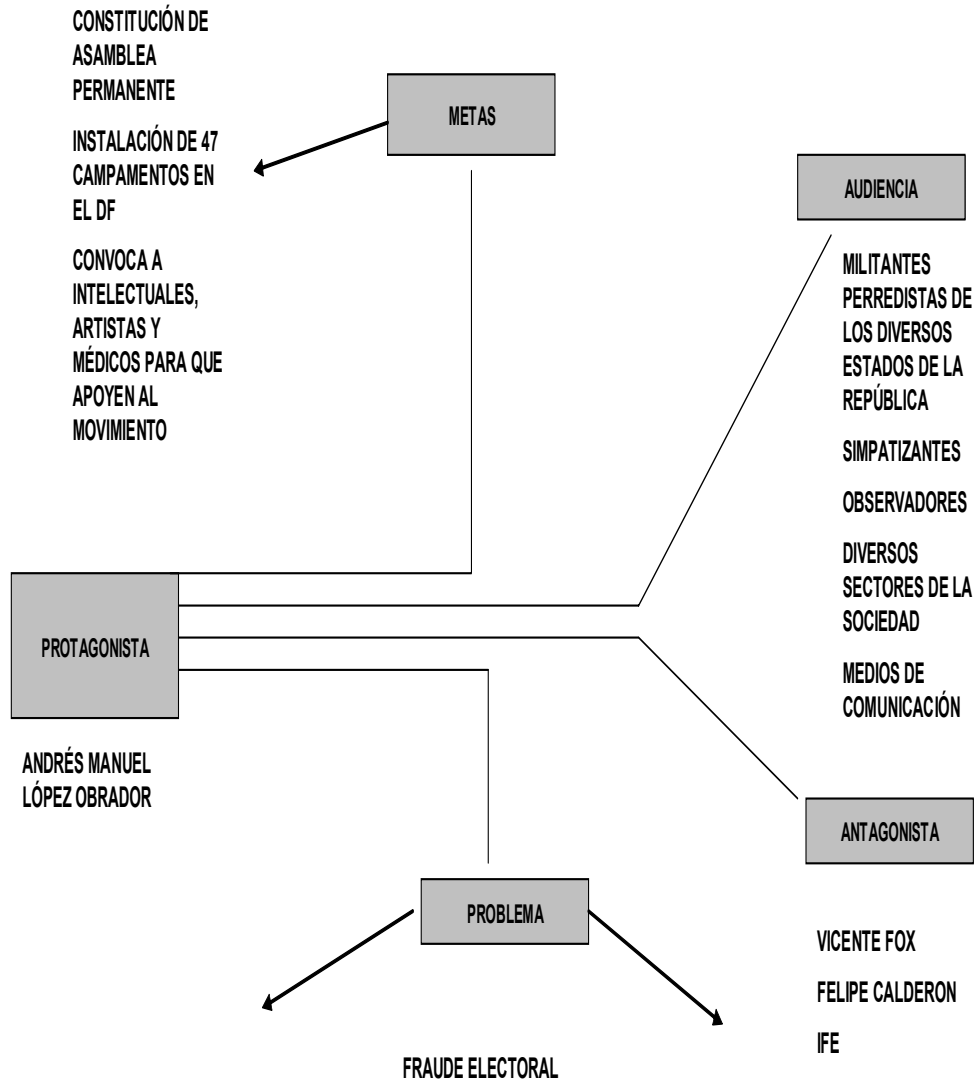 CONSTITUCIÓN DE
ASAMBLEA
PERMANENTE
INSTALACIÓN DE 47
CAMPAMENTOS EN
EL DF
CONVOCA A
INTELECTUALES,
ARTISTAS Y
MÉDICOS PARA QUE
APOYEN AL
MOVIMIENTO
METAS
AUDIENCIA
MILITANTES
PERREDISTAS DE
LOS DIVERSOS
ESTADOS DE LA
REPÚBLICA
SIMPATIZANTES
OBSERVADORES
DIVERSOS
SECTORES DE LA
SOCIEDAD
MEDIOS DE
COMUNICACIÓN
PROTAGONISTA
ANDRÉS MANUEL
LÓPEZ OBRADOR
ANTAGONISTA
VICENTE FOX
FELIPE CALDERON
IFE
PROBLEMA
FRAUDE ELECTORAL